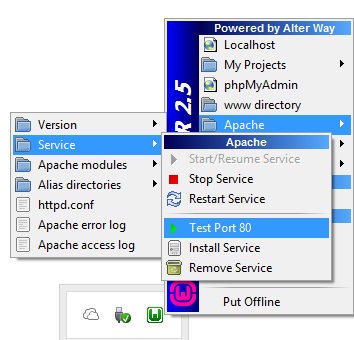 Powered by Alter Way
Localhost
My Projects
phpMyAdmin
www directory
Apache
R 2.5
Version
Service
Apache modules
Alias directories
httpd.conf
Apache error log
Apache access log
Apache
Start/Resume Service
Stop Service
Restart Service
Test Port 80
Install Service
Remove Service
Put Offline